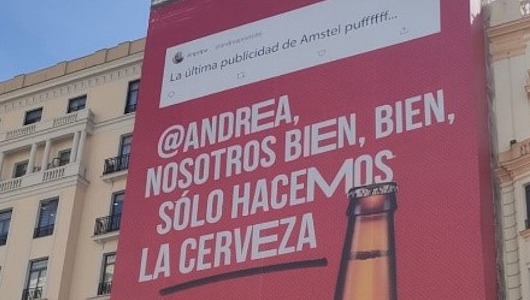 La última publicidad de Amstel puffffff...
@ANDREA,
NOSOTROS BIEN, BIEN,
SÓLO HACEMOS
LA CERVEZA